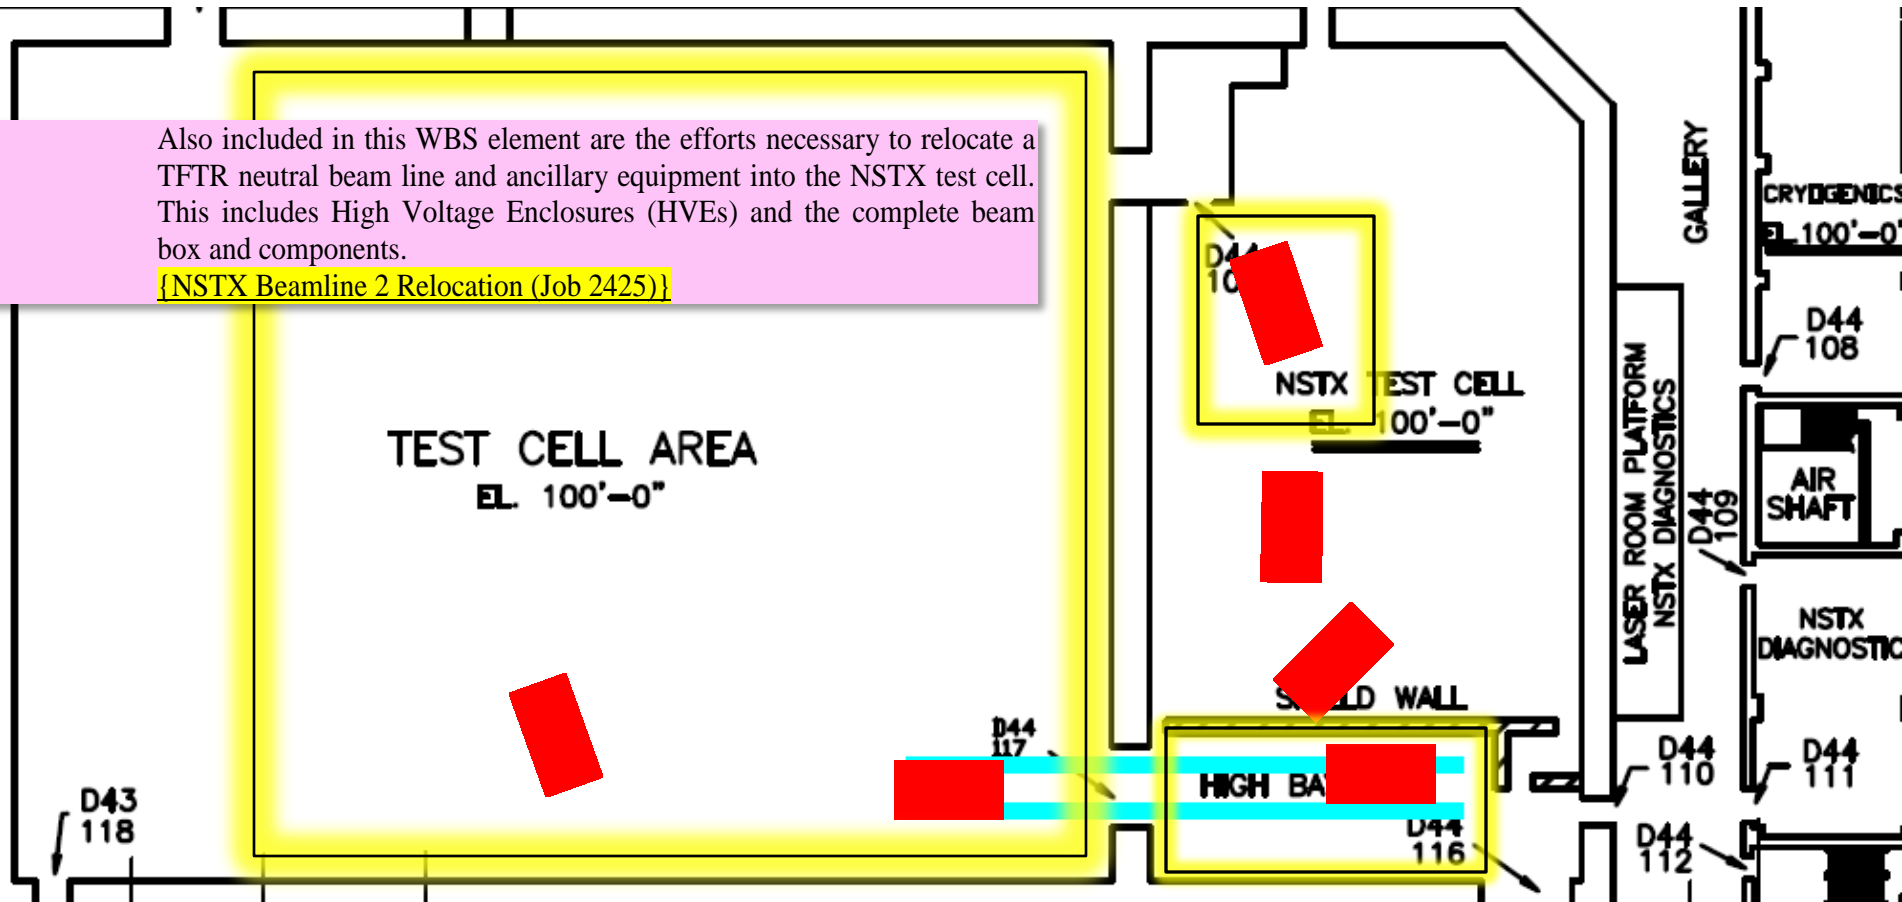 Also included in this WBS element are the efforts necessary to relocate a
TFTR neutral beam line and ancillary equipment into the NSTX test cell.
This includes High Voltage Enclosures (HVEs) and the complete beam
box and components.
{NSTX Beamline 2 Relocation (Job 2425)}
TEST CELL AREA
EL. 100'-0"
D43
118
D44
117
D44
NSTX TEST CELL
EL. 100'-0"
WALL
HIGH
D44
116
GALLERY
LASER ROOM PLATFORM
NSTX DIAGNOSTICS
D44
109
D44
110
D44
112
CRYOGENICS
EL. 100'-0"
D44
108
AIR
SHAFT
NSTX
D44
111